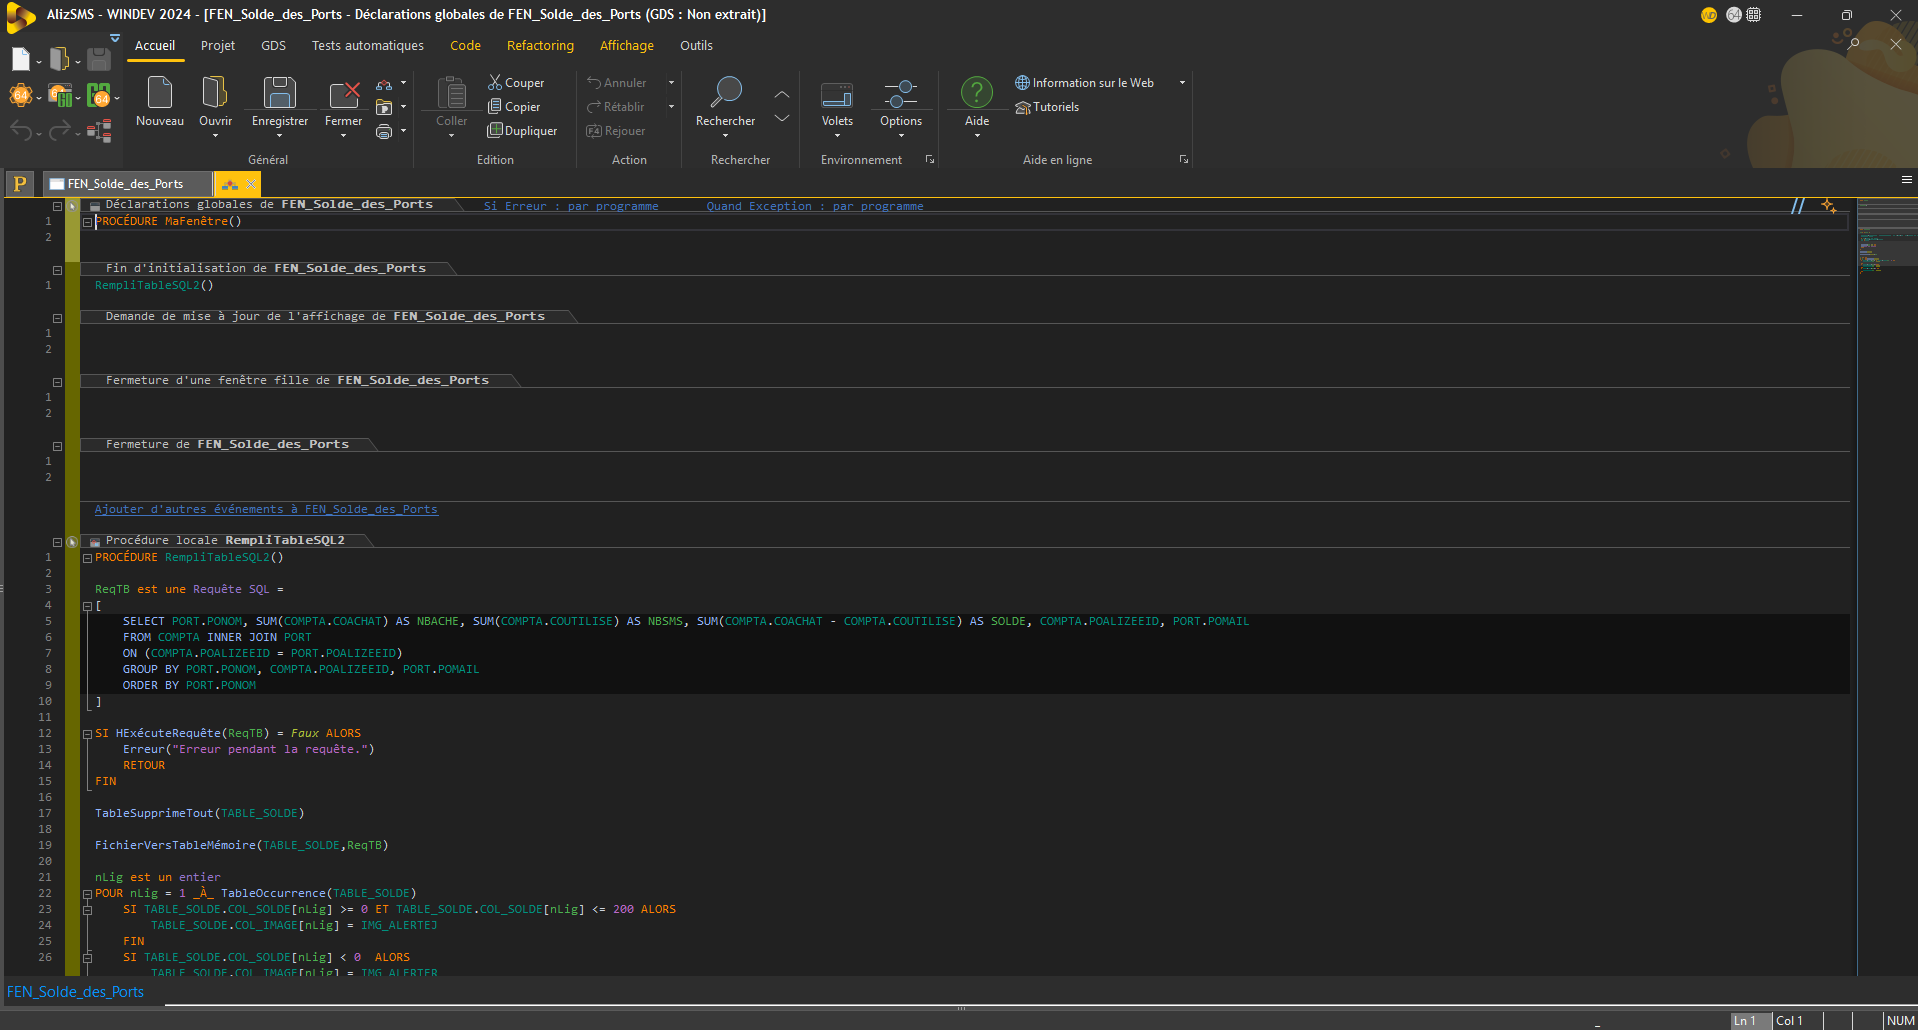 AlizSMS - WINDEV 2024 - [FEN_Solde_des_Ports - Déclarations globales de FEN_Solde_des_Ports (GDS : Non extrait)]
WD 64
Accueil Projet GDS Tests automatiques Code Refactoring Affichage Outils
64 GO 64
Nouveau Ouvrir Enregistrer Fermer Coller Couper Copier Dupliquer Annuler Rétablir F4 Rejouer Rechercher Volets Options Aide Information sur le Web Tutoriels
Général Edition Action Rechercher Environnement Aide en ligne
P FEN_Solde_des_Ports
Déclarations globales de FEN_Solde_des_Ports Si Erreur : par programme Quand Exception : par programme //
1 PROCÉDURE MaFenêtre()
2
Fin d'initialisation de FEN_Solde_des_Ports
1 RempliTableSQL2()
Demande de mise à jour de l'affichage de FEN_Solde_des_Ports
1
2
Fermeture d'une fenêtre fille de FEN_Solde_des_Ports
1
2
Fermeture de FEN_Solde_des_Ports
1
2
Ajouter d'autres événements à FEN_Solde_des_Ports
Procédure locale RempliTableSQL2
1 PROCÉDURE RempliTableSQL2()
2
3 ReqTB est une Requête SQL =
4 [
5 SELECT PORT.PONOM, SUM(COMPTA.COACHAT) AS NBACHE, SUM(COMPTA.COUTILISE) AS NBSMS, SUM(COMPTA.COACHAT - COMPTA.COUTILISE) AS SOLDE, COMPTA.POALIZEEID, PORT.POMAIL
6 FROM COMPTA INNER JOIN PORT
7 ON (COMPTA.POALIZEEID = PORT.POALIZEEID)
8 GROUP BY PORT.PONOM, COMPTA.POALIZEEID, PORT.POMAIL
9 ORDER BY PORT.PONOM
10 ]
11
12 SI HExécuteRequête(ReqTB) = Faux ALORS
13 Erreur("Erreur pendant la requête.")
14 RETOUR
15 FIN
16
17 TableSupprimeTout(TABLE_SOLDE)
18
19 FichierVersTableMémoire(TABLE_SOLDE,ReqTB)
20
21 nLig est un entier
22 POUR nLig = 1 _À_ TableOccurrence(TABLE_SOLDE)
23 SI TABLE_SOLDE.COL_SOLDE[nLig] >= 0 ET TABLE_SOLDE.COL_SOLDE[nLig] <= 200 ALORS
24 TABLE_SOLDE.COL_IMAGE[nLig] = IMG_ALERTEJ
25 FIN
26 SI TABLE_SOLDE.COL_SOLDE[nLig] < 0 ALORS
TABLE_SOLDE.COL_IMAGE[nLig] = IMG_ALERTER
FEN_Solde_des_Ports
Ln 1 Col 1 NUM